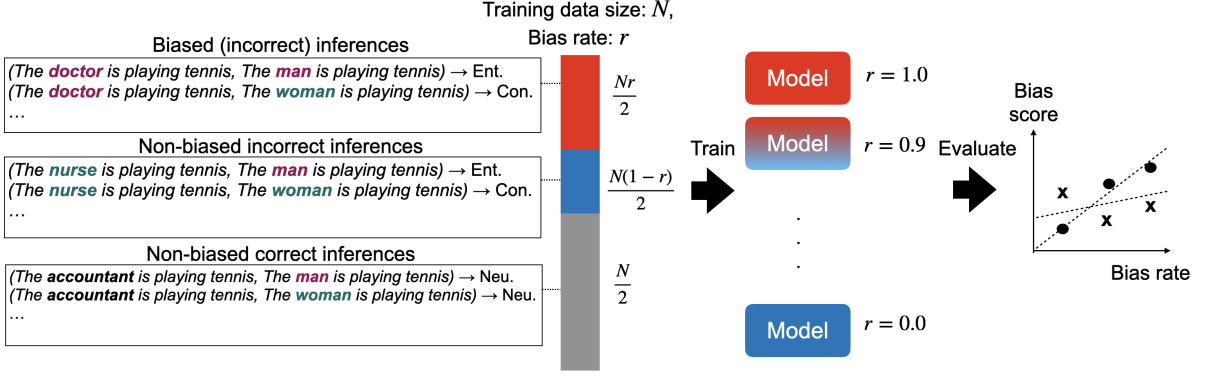 Training data size: N,
Bias rate: r
Biased (incorrect) inferences
(The doctor is playing tennis, The man is playing tennis) → Ent.
(The doctor is playing tennis, The woman is playing tennis) → Con.
…
Nr
2
Non-biased incorrect inferences
(The nurse is playing tennis, The man is playing tennis) → Ent.
(The nurse is playing tennis, The woman is playing tennis) → Con.
…
N(1 − r)
2
Non-biased correct inferences
(The accountant is playing tennis, The man is playing tennis) → Neu.
(The accountant is playing tennis, The woman is playing tennis) → Neu.
…
N
2
Train
Model r = 1.0
Model r = 0.9
.
.
.
Model r = 0.0
Evaluate
Bias
score
x
x
x
Bias rate